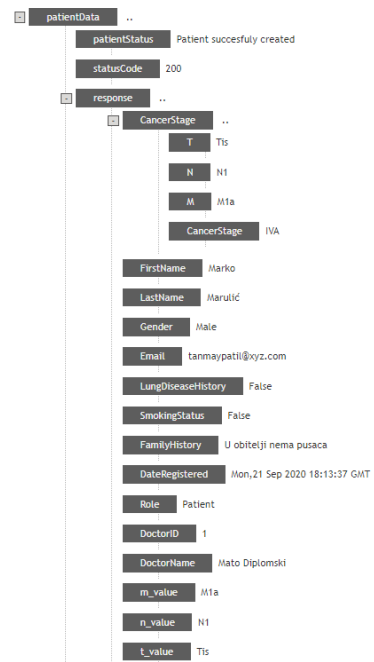 - patientData ..
patientStatus Patient succesfuly created
statusCode 200
- response ..
- CancerStage ..
T Tis
N N1
M M1a
CancerStage IVA
FirstName Marko
LastName Marulić
Gender Male
Email tanmaypatil@xyz.com
LungDiseaseHistory False
SmokingStatus False
FamilyHistory U obitelji nema pusaca
DateRegistered Mon,21 Sep 2020 18:13:37 GMT
Role Patient
DoctorID 1
DoctorName Mato Diplomski
m_value M1a
n_value N1
t_value Tis